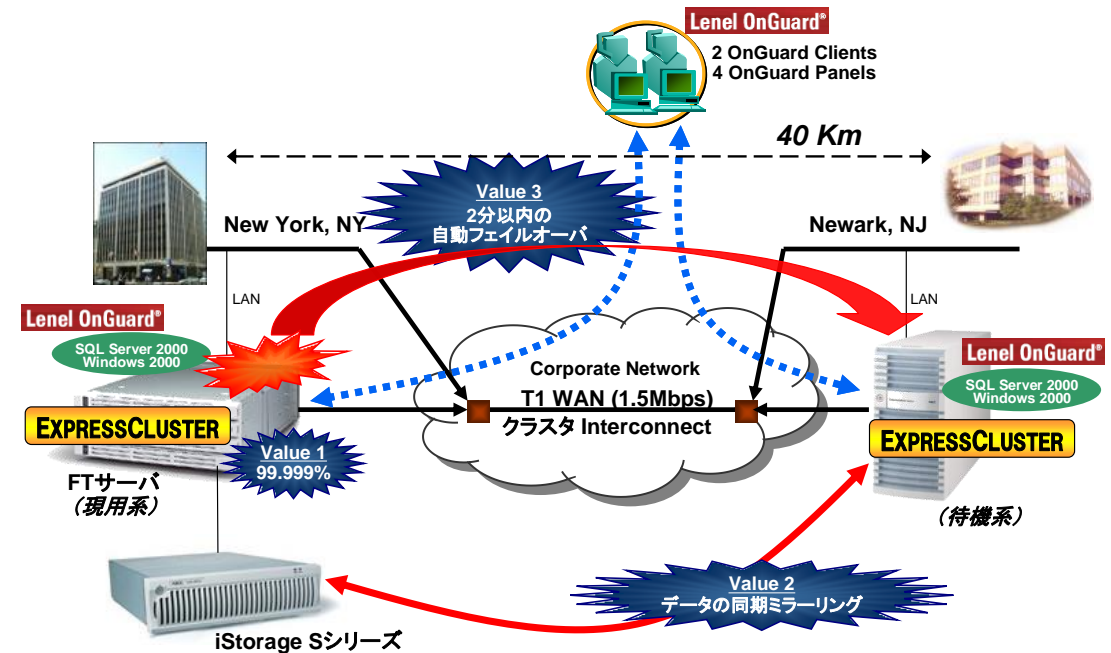 Lenel OnGuard®
2 OnGuard Clients
4 OnGuard Panels
40 Km
Value 3
2分以内の
自動フェイルオーバ
New York, NY
Newark, NJ
LAN
LAN
Lenel OnGuard®
SQL Server 2000
Windows 2000
EXPRESSCLUSTER
Value 1
99.999%
FTサーバ
（現用系）
Corporate Network
T1 WAN (1.5Mbps)
クラスタ Interconnect
Lenel OnGuard®
SQL Server 2000
Windows 2000
EXPRESSCLUSTER
（待機系）
Value 2
データの同期ミラーリング
iStorage Sシリーズ